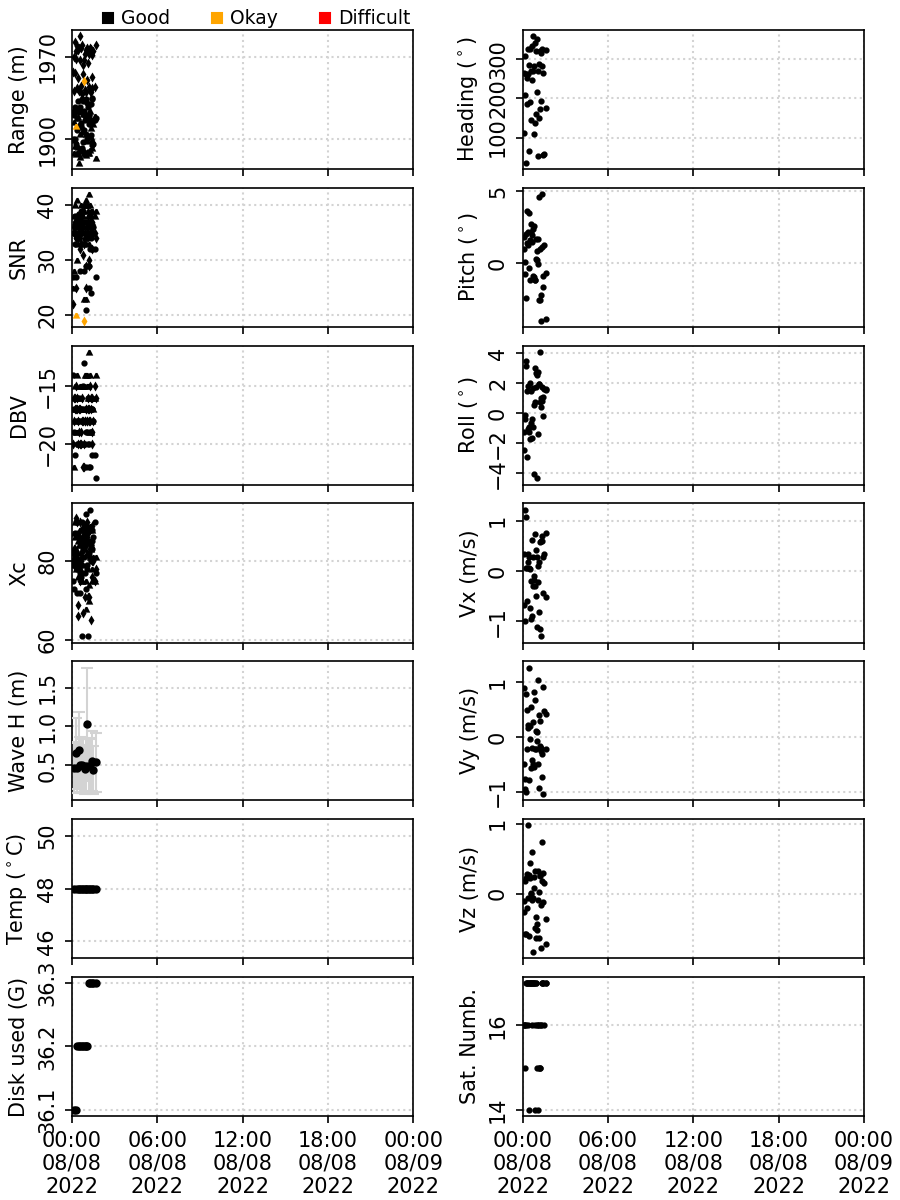 Good Okay Difficult
Range (m)
1970
1900
Heading (°)
300
200
100
SNR
40
30
20
Pitch (°)
5
0
DBV
−15
−20
Roll (°)
4
2
0
−2
−4
Xc
80
60
Vx (m/s)
1
0
−1
Wave H (m)
1.5
1.0
0.5
Vy (m/s)
1
0
−1
Temp (°C)
50
48
46
Vz (m/s)
1
0
Disk used (G)
36.3
36.2
36.1
Sat. Numb.
16
14
00:00 06:00 12:00 18:00 00:00
08/08 08/08 08/08 08/08 08/09
2022 2022 2022 2022 2022
00:00 06:00 12:00 18:00 00:00
08/08 08/08 08/08 08/08 08/09
2022 2022 2022 2022 2022